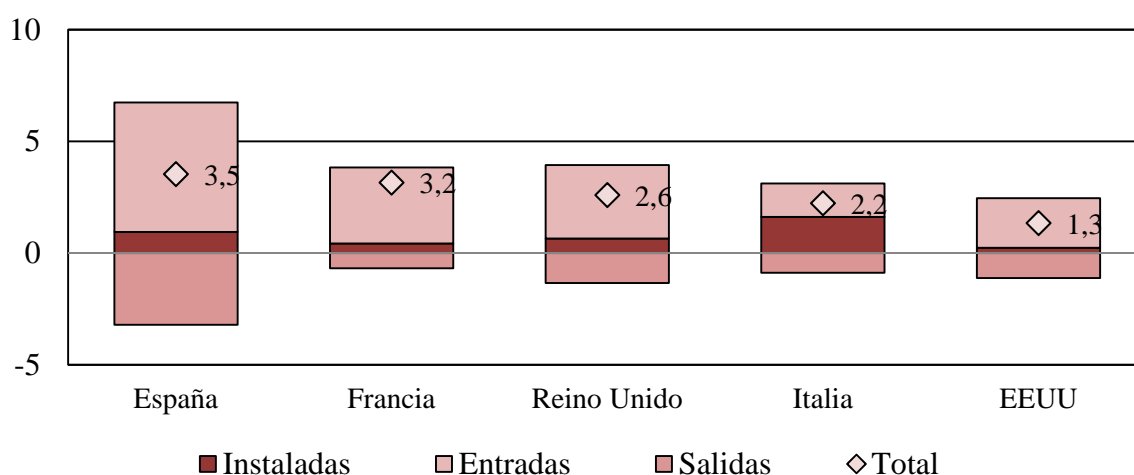 10
5
0
-5
3,5
3,2
2,6
2,2
1,3
España
Francia
Reino Unido
Italia
EEUU
Instaladas
Entradas
Salidas
Total